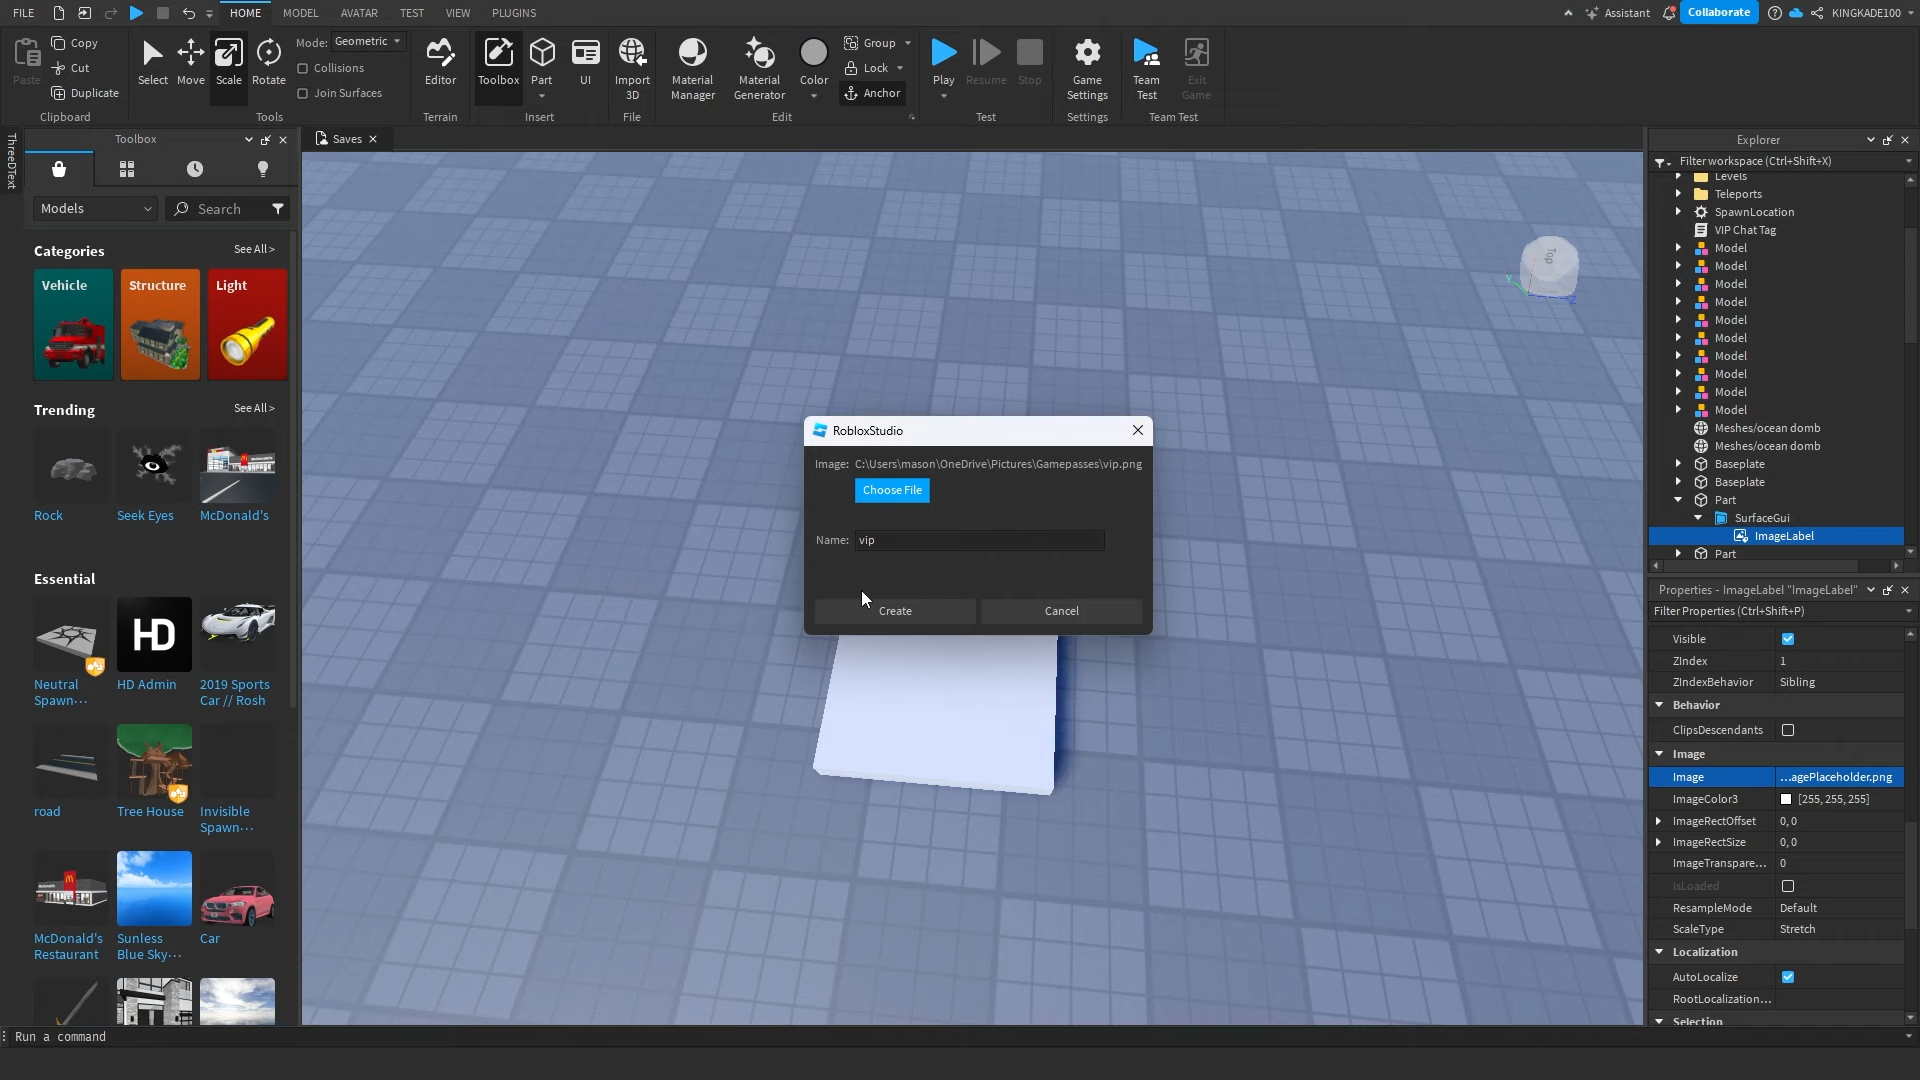 FILE HOME MODEL AVATAR TEST VIEW PLUGINS Assistant Collaborate KINGKADE100
Paste Copy Cut Duplicate Clipboard
Select Move Scale Rotate Mode: Geometric Collisions Join Surfaces Tools
Editor Terrain
Toolbox Part UI Insert
Import 3D File
Material Manager Material Generator Color Group Lock Anchor Edit
Play Resume Stop Test
Game Settings Settings
Team Test Exit Game Team Test
ThreeDText
Toolbox
Models Search
Categories See All >
Vehicle Structure Light
Trending See All >
Rock Seek Eyes McDonald's
Essential
HD
Neutral Spawn... HD Admin 2019 Sports Car // Rosh
road Tree House Invisible Spawn...
McDonald's Restaurant Sunless Blue Sky... Car
Saves
Top
Y Z
RobloxStudio
Image: C:\Users\mason\OneDrive\Pictures\Gamepasses\vip.png
Choose File
Name: vip
Create Cancel
Explorer
Filter workspace (Ctrl+Shift+X)
Levels
Teleports
SpawnLocation
VIP Chat Tag
Model
Model
Model
Model
Model
Model
Model
Model
Model
Model
Meshes/ocean domb
Meshes/ocean domb
Baseplate
Baseplate
Part
SurfaceGui
ImageLabel
Part
Properties - ImageLabel "ImageLabel"
Filter Properties (Ctrl+Shift+P)
Visible
ZIndex 1
ZIndexBehavior Sibling
Behavior
ClipsDescendants
Image
Image ...agePlaceholder.png
ImageColor3 [255, 255, 255]
ImageRectOffset 0, 0
ImageRectSize 0, 0
ImageTranspare... 0
IsLoaded
ResampleMode Default
ScaleType Stretch
Localization
AutoLocalize
RootLocalization...
Selection
Run a command